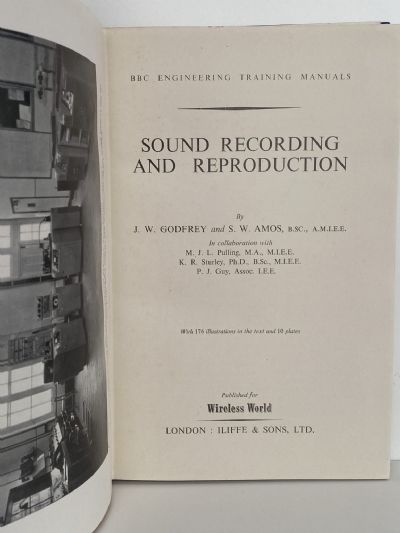 BBC ENGINEERING TRAINING MANUALS
SOUND RECORDING
AND REPRODUCTION
By
J. W. GODFREY and S. W. AMOS, B.SC., A.M.I.E.E.
In collaboration with
M. J. L. Pulling, M.A., M.I.E.E.
K. R. Sturley, Ph.D., B.Sc., M.I.E.E.
P. J. Guy, Assoc. I.E.E.
With 176 illustrations in the text and 10 plates
Published for
Wireless World
LONDON : ILIFFE & SONS, LTD.